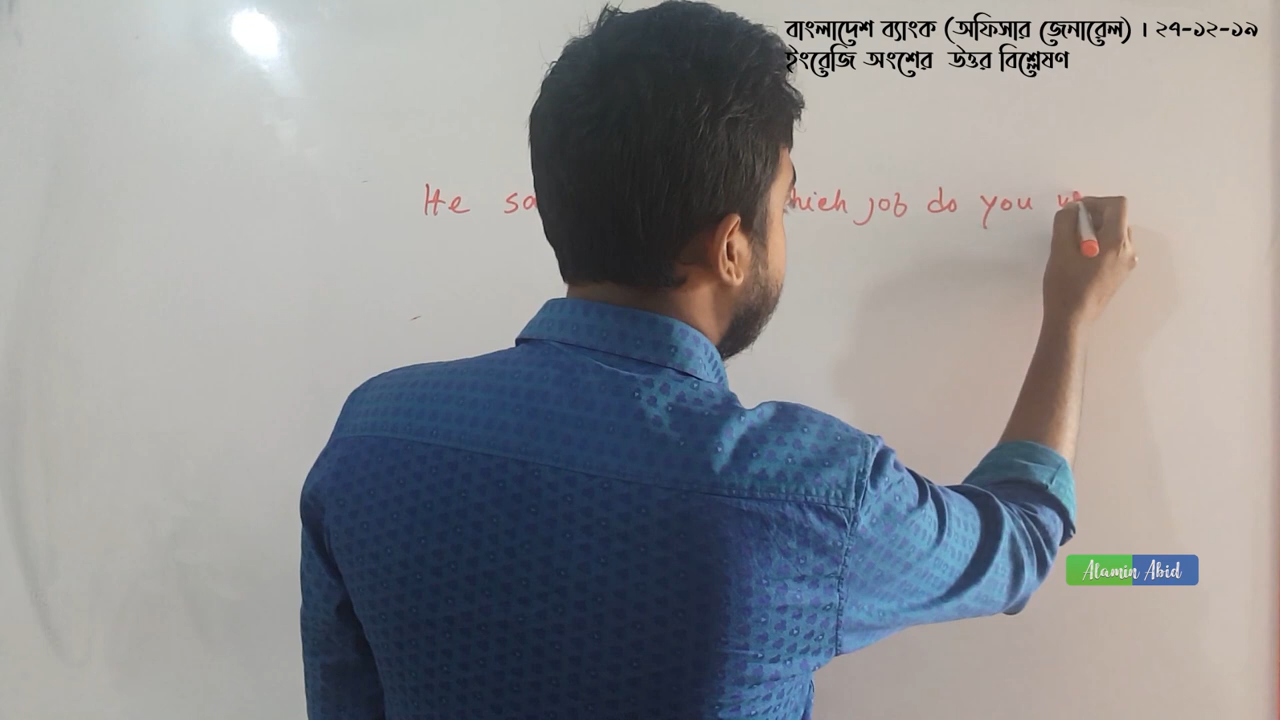 বাংলাদেশ ব্যাংক (অফিসার জেনারেল) । ২৭-১২-১৯
ইংরেজি অংশের উত্তর বিশ্লেষণ
He job do you
Alamin Abid